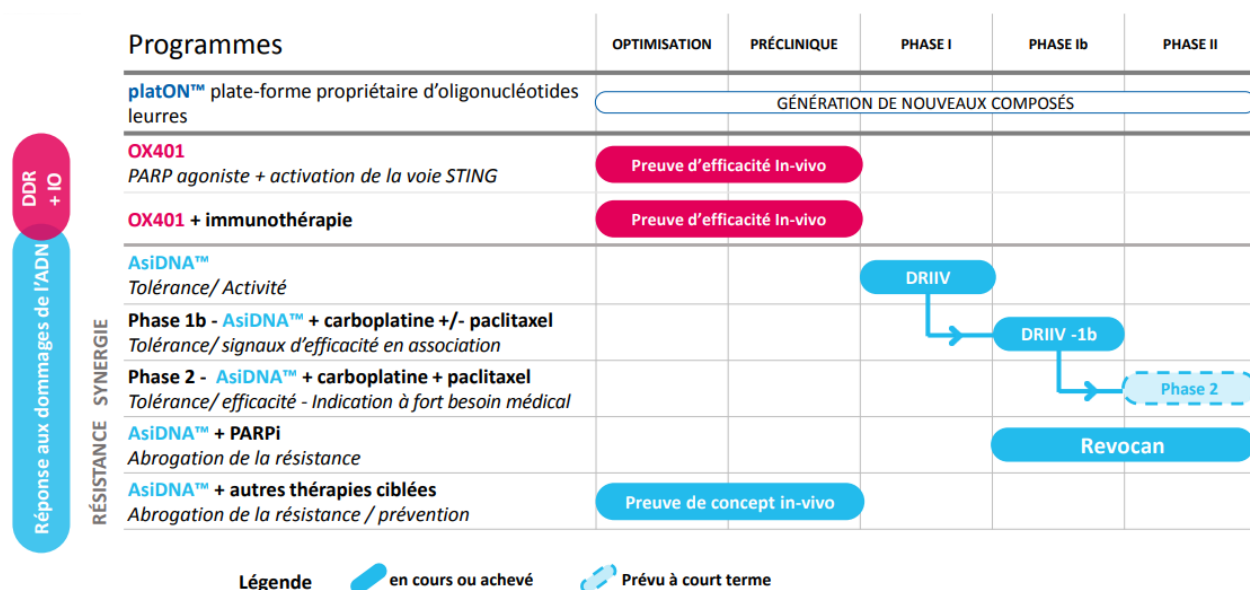 Programmes
OPTIMISATION
PRÉCLINIQUE
PHASE I
PHASE Ib
PHASE II
platON™ plate-forme propriétaire d'oligonucléotides
leurres
GÉNÉRATION DE NOUVEAUX COMPOSÉS
DDR
+ IO
OX401
PARP agoniste + activation de la voie STING
Preuve d'efficacité In-vivo
OX401 + immunothérapie
Preuve d'efficacité In-vivo
Réponse aux dommages de l'ADN
AsiDNA™
Tolérance/ Activité
DRIIV
SYNERGIE
Phase 1b - AsiDNA™ + carboplatine +/- paclitaxel
Tolérance/ signaux d'efficacité en association
DRIIV -1b
Phase 2 - AsiDNA™ + carboplatine + paclitaxel
Tolérance/ efficacité - Indication à fort besoin médical
Phase 2
RÉSISTANCE
AsiDNA™ + PARPi
Abrogation de la résistance
Revocan
AsiDNA™ + autres thérapies ciblées
Abrogation de la résistance / prévention
Preuve de concept in-vivo
Légende
en cours ou achevé
Prévu à court terme